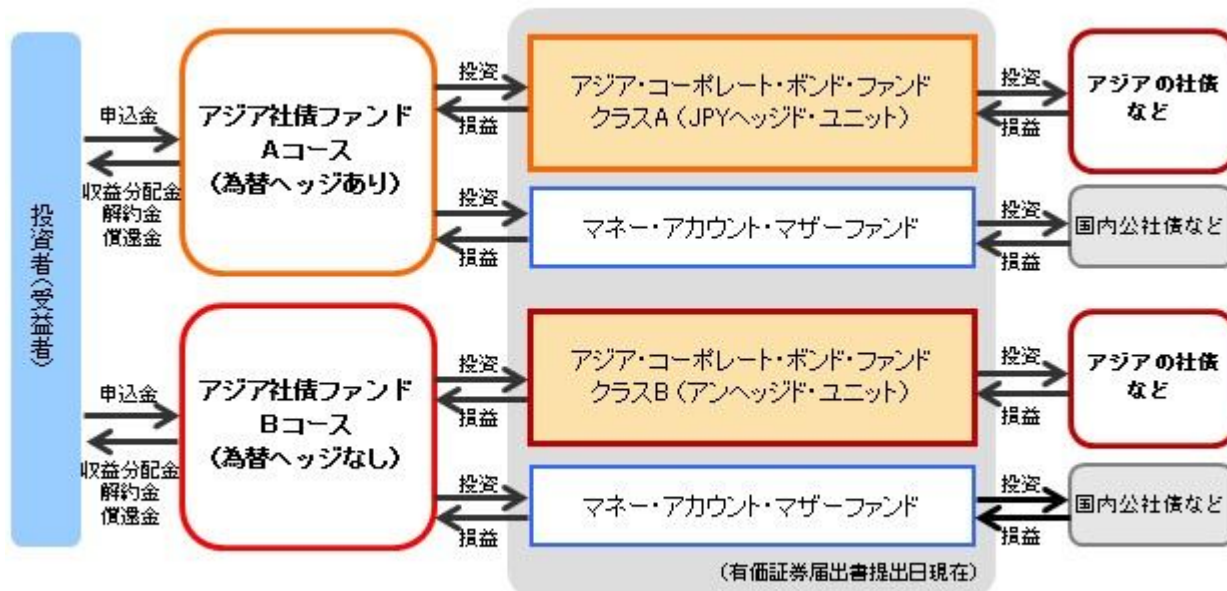 投資者(受益者)
申込金
収益分配金
解約金
償還金
アジア社債ファンド
Aコース
(為替ヘッジあり)
投資
損益
アジア・コーポレート・ボンド・ファンド
クラスA(JPYヘッジド・ユニット)
投資
損益
アジアの社債
など
投資
損益
マネー・アカウント・マザーファンド
投資
損益
国内公社債など
申込金
収益分配金
解約金
償還金
アジア社債ファンド
Bコース
(為替ヘッジなし)
投資
損益
アジア・コーポレート・ボンド・ファンド
クラスB(アンヘッジド・ユニット)
投資
損益
アジアの社債
など
投資
損益
マネー・アカウント・マザーファンド
投資
損益
国内公社債など
(有価証券届出書提出日現在)